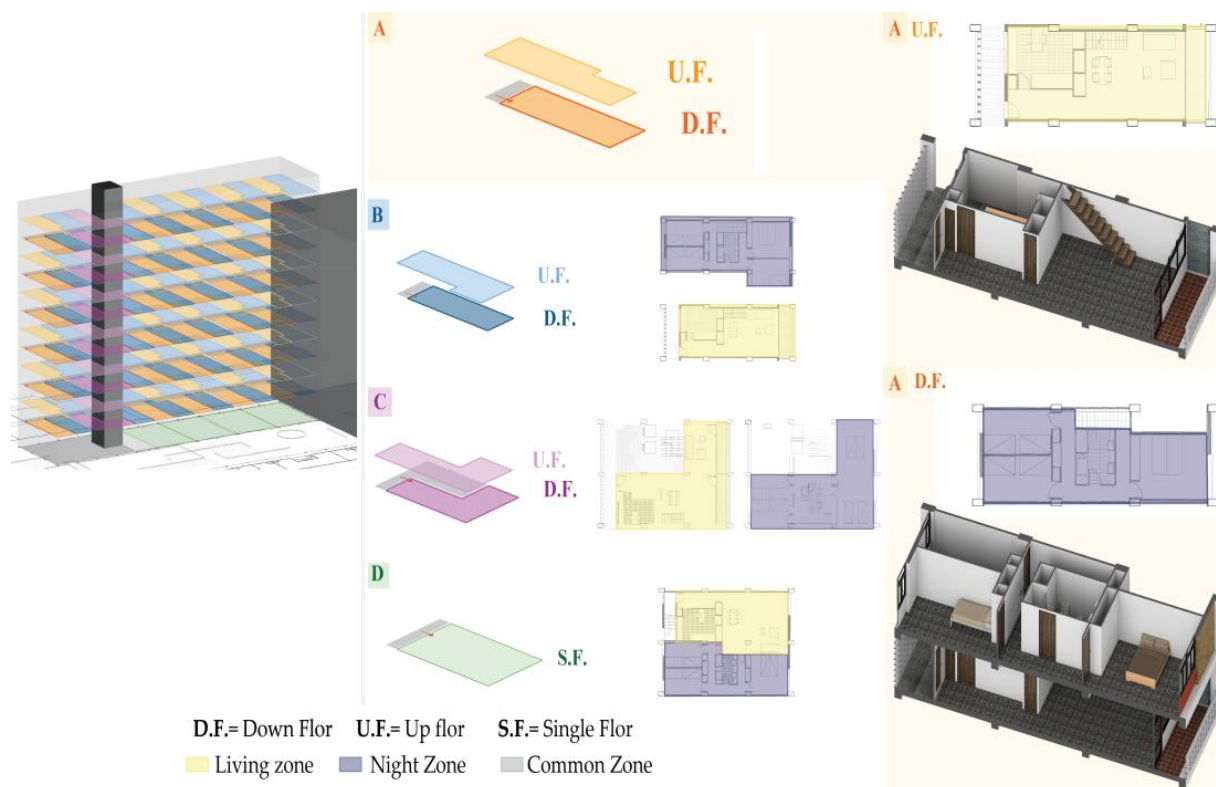 A
U.F.
D.F.
A U.F.
B
U.F.
D.F.
C
U.F.
D.F.
A D.F.
D
S.F.
D.F.= Down Flor U.F.= Up flor S.F.= Single Flor
Living zone Night Zone Common Zone